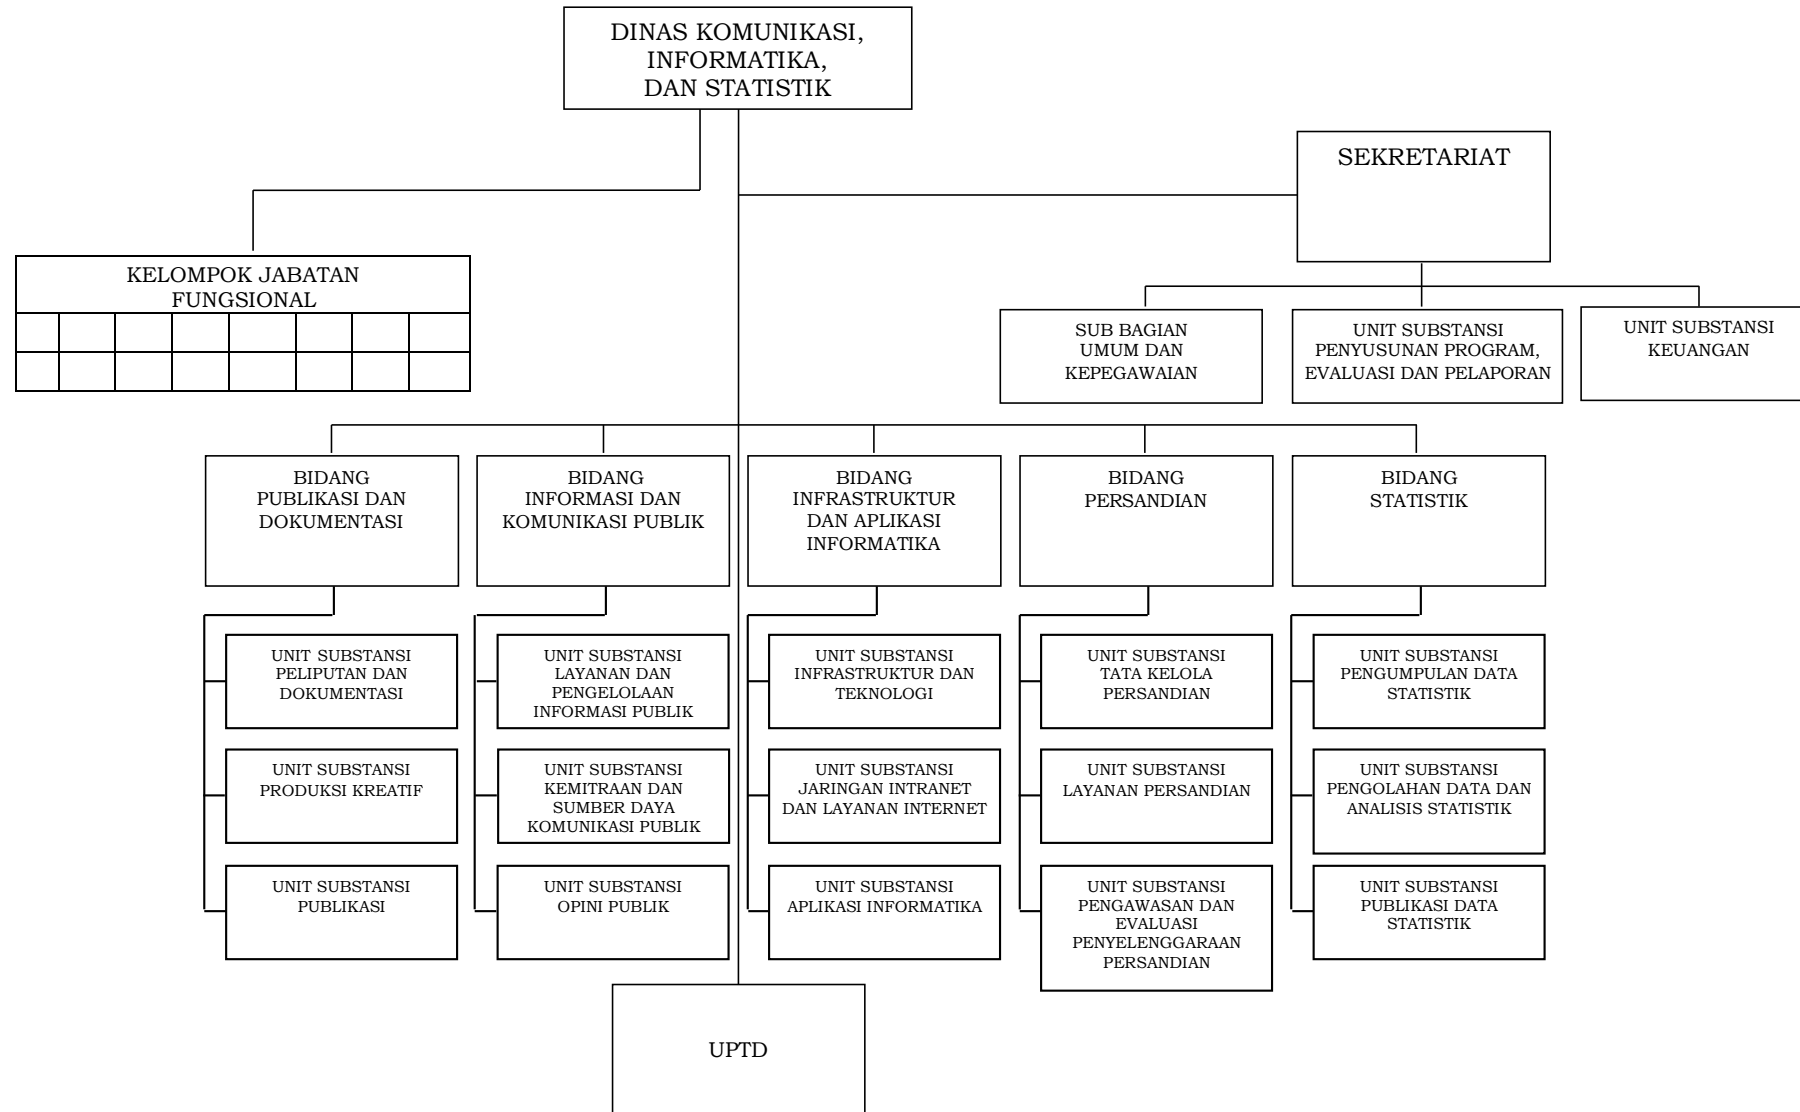 DINAS KOMUNIKASI,
INFORMATIKA,
DAN STATISTIK
SEKRETARIAT
KELOMPOK JABATAN
FUNGSIONAL
SUB BAGIAN
UMUM DAN
KEPEGAWAIAN
UNIT SUBSTANSI
PENYUSUNAN PROGRAM,
EVALUASI DAN PELAPORAN
UNIT SUBSTANSI
KEUANGAN
BIDANG
PUBLIKASI DAN
DOKUMENTASI
BIDANG
INFORMASI DAN
KOMUNIKASI PUBLIK
BIDANG
INFRASTRUKTUR
DAN APLIKASI
INFORMATIKA
BIDANG
PERSANDIAN
BIDANG
STATISTIK
UNIT SUBSTANSI
PELIPUTAN DAN
DOKUMENTASI
UNIT SUBSTANSI
LAYANAN DAN
PENGELOLAAN
INFORMASI PUBLIK
UNIT SUBSTANSI
INFRASTRUKTUR DAN
TEKNOLOGI
UNIT SUBSTANSI
TATA KELOLA
PERSANDIAN
UNIT SUBSTANSI
PENGUMPULAN DATA
STATISTIK
UNIT SUBSTANSI
PRODUKSI KREATIF
UNIT SUBSTANSI
KEMITRAAN DAN
SUMBER DAYA
KOMUNIKASI PUBLIK
UNIT SUBSTANSI
JARINGAN INTRANET
DAN LAYANAN INTERNET
UNIT SUBSTANSI
LAYANAN PERSANDIAN
UNIT SUBSTANSI
PENGOLAHAN DATA DAN
ANALISIS STATISTIK
UNIT SUBSTANSI
PUBLIKASI
UNIT SUBSTANSI
OPINI PUBLIK
UNIT SUBSTANSI
APLIKASI INFORMATIKA
UNIT SUBSTANSI
PENGAWASAN DAN
EVALUASI
PENYELENGGARAAN
PERSANDIAN
UNIT SUBSTANSI
PUBLIKASI DATA
STATISTIK
UPTD